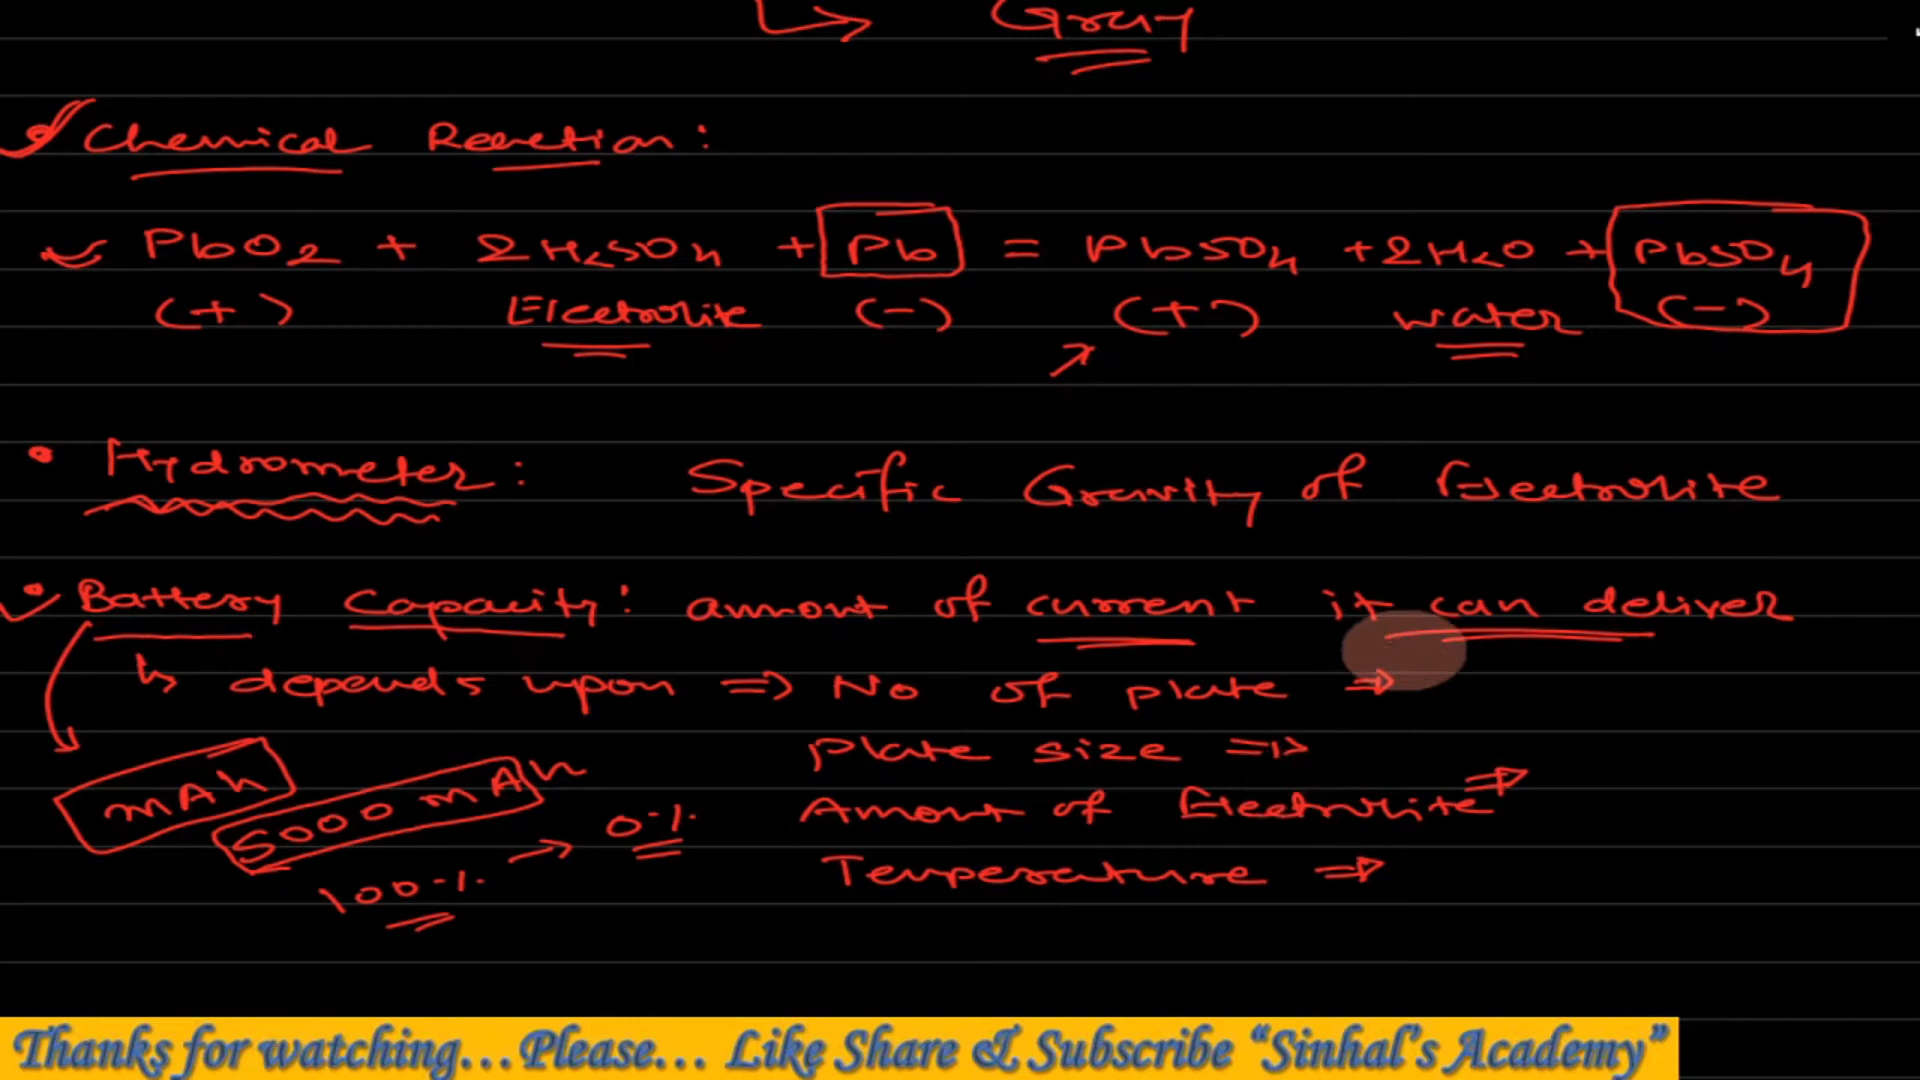 ↳ Gray
Chemical Reaction:
PbO2 + 2H2SO4 + Pb = PbSO4 + 2H2O + PbSO4
(+) Electrolite (-) (+) water (-)
• Hydrometer: Specific Gravity of Electrolite
• Battery Capacity: amount of current it can deliver
↳ depends upon => No of plate =>
Plate size =>
mAh 5000 mAh
Amount of Electrolite =>
100% → 0%
Temperature =>
Thanks for watching... Please... Like Share & Subscribe “Sinhal's Academy”